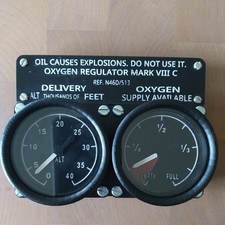 OIL CAUSES EXPLOSIONS. DO NOT USE IT.
OXYGEN REGULATOR MARK VIII C
REF. N46D/513
DELIVERY OXYGEN
ALT THOUSANDS OF FEET SUPPLY AVAILABLE
0 5 10 15 20 25 30 35 40
ALT
1/4 1/2 3/4
FULL